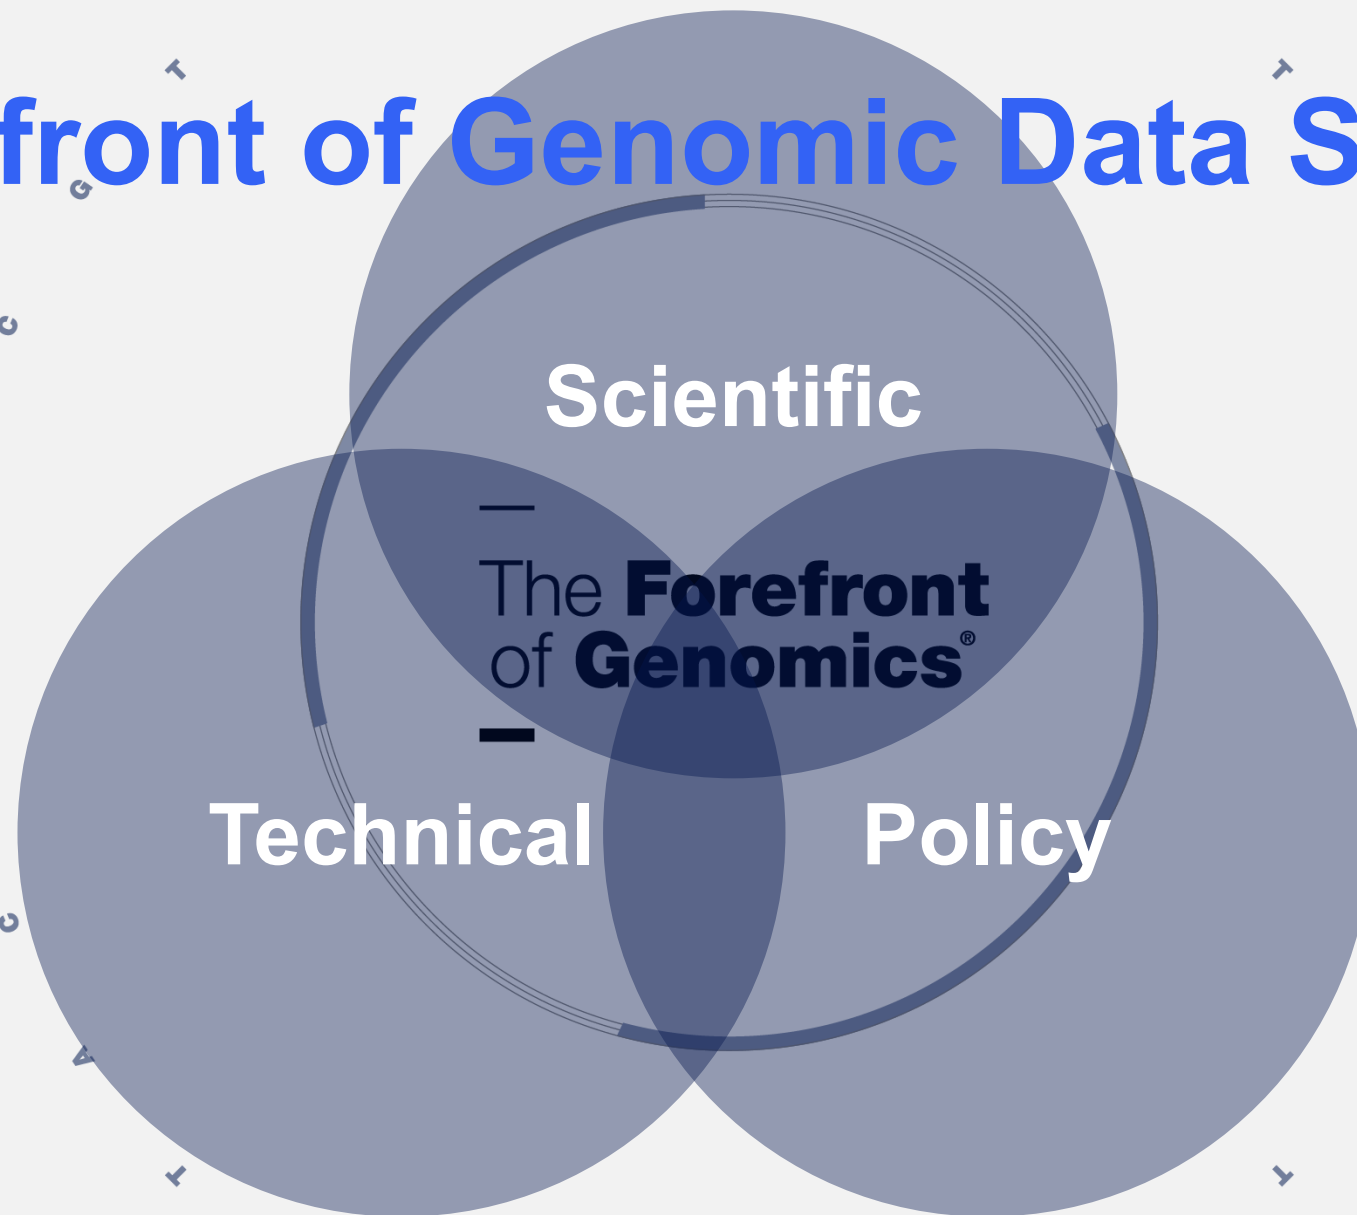 T T
front of Genomic Data S
G
C
Scientific
The Forefront
of Genomics®
Technical Policy
C
A
T T